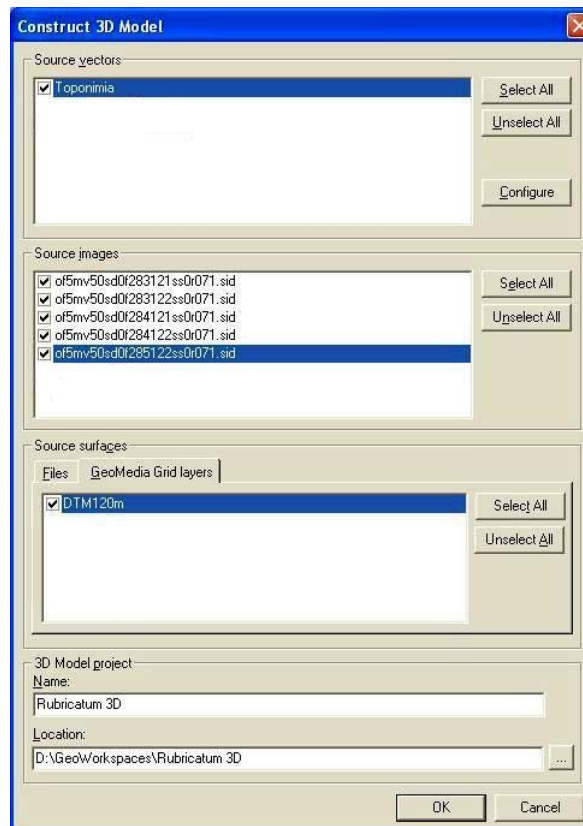 Construct 3D Model
Source vectors
Toponimia
Select All
Unselect All
Configure
Source images
of5mv50sd0f283121ss0r071.sid
of5mv50sd0f283122ss0r071.sid
of5mv50sd0f284121ss0r071.sid
of5mv50sd0f284122ss0r071.sid
of5mv50sd0f285122ss0r071.sid
Select All
Unselect All
Source surfaces
Files GeoMedia Grid layers
DTM120m
Select All
Unselect All
3D Model project
Name:
Rubricatum 3D
Location:
D:\GeoWorkspaces\Rubricatum 3D
...
OK Cancel